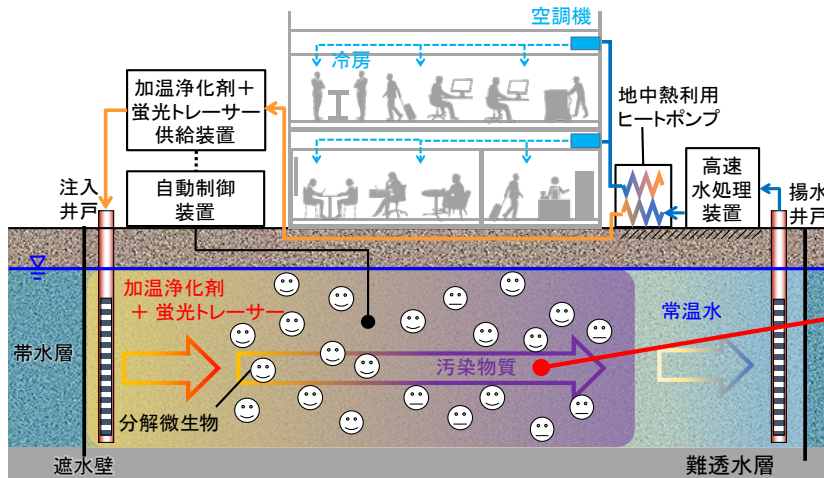 空調機
冷房
加温浄化剤＋
蛍光トレーサー
供給装置
地中熱利用
ヒートポンプ
高速
水処理
装置
自動制御
装置
注入
井戸
揚水
井戸
加温浄化剤
＋ 蛍光トレーサー
常温水
帯水層
汚染物質
分解微生物
遮水壁
難透水層